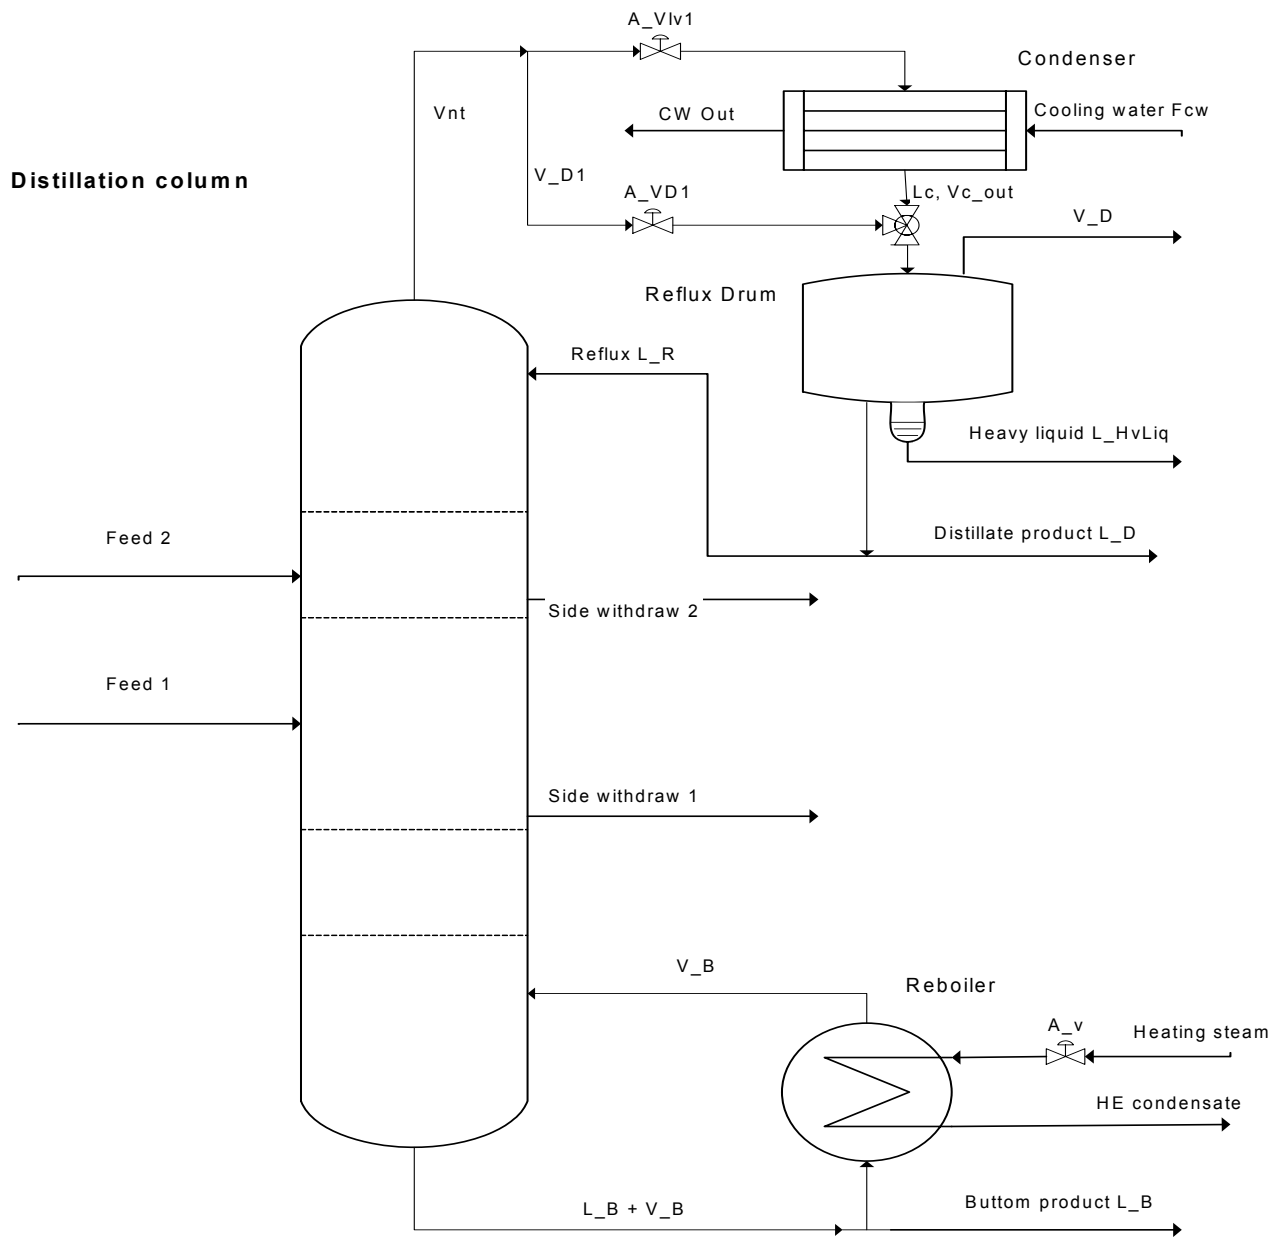 A_Vlv1
Condenser
Vnt
CW Out
Cooling water Fcw
Distillation column
V_D1
A_VD1
Lc, Vc_out
V_D
Reflux Drum
Reflux L_R
Heavy liquid L_HvLiq
Feed 2
Distillate product L_D
Side withdraw 2
Feed 1
Side withdraw 1
V_B
Reboiler
A_v
Heating steam
HE condensate
L_B + V_B
Buttom product L_B